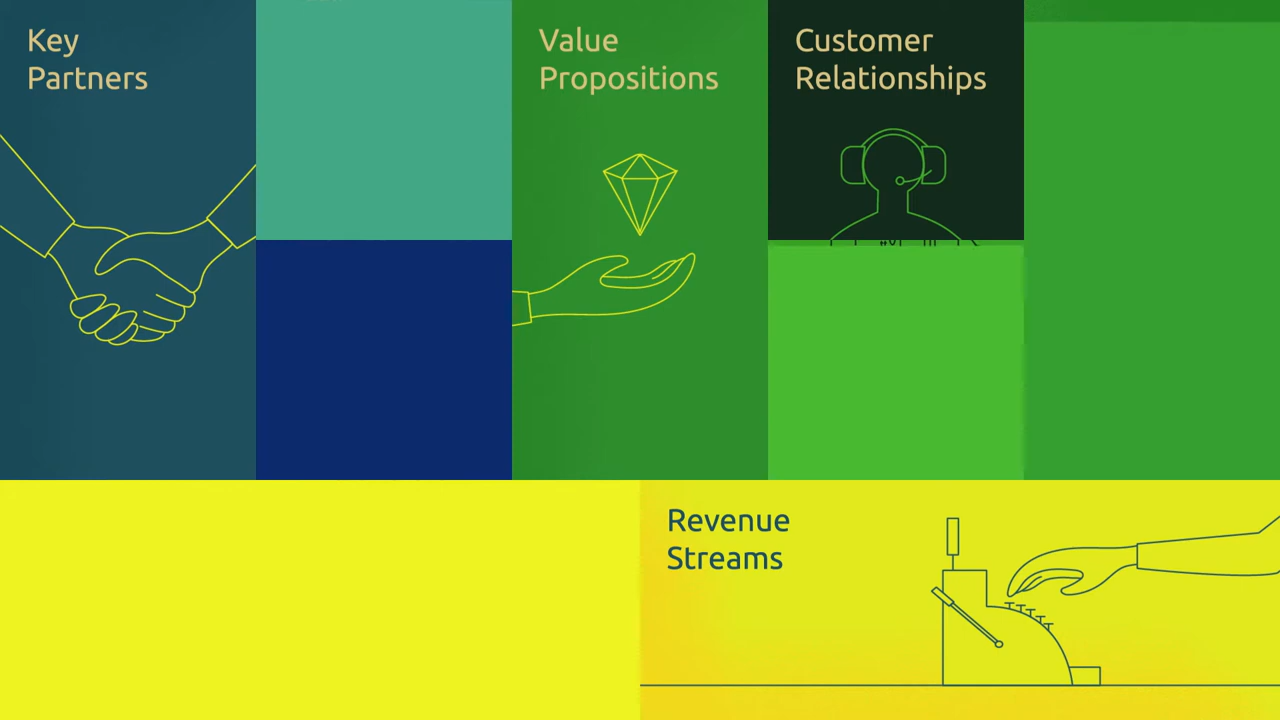 Key
Partners
Value
Propositions
Customer
Relationships
Revenue
Streams